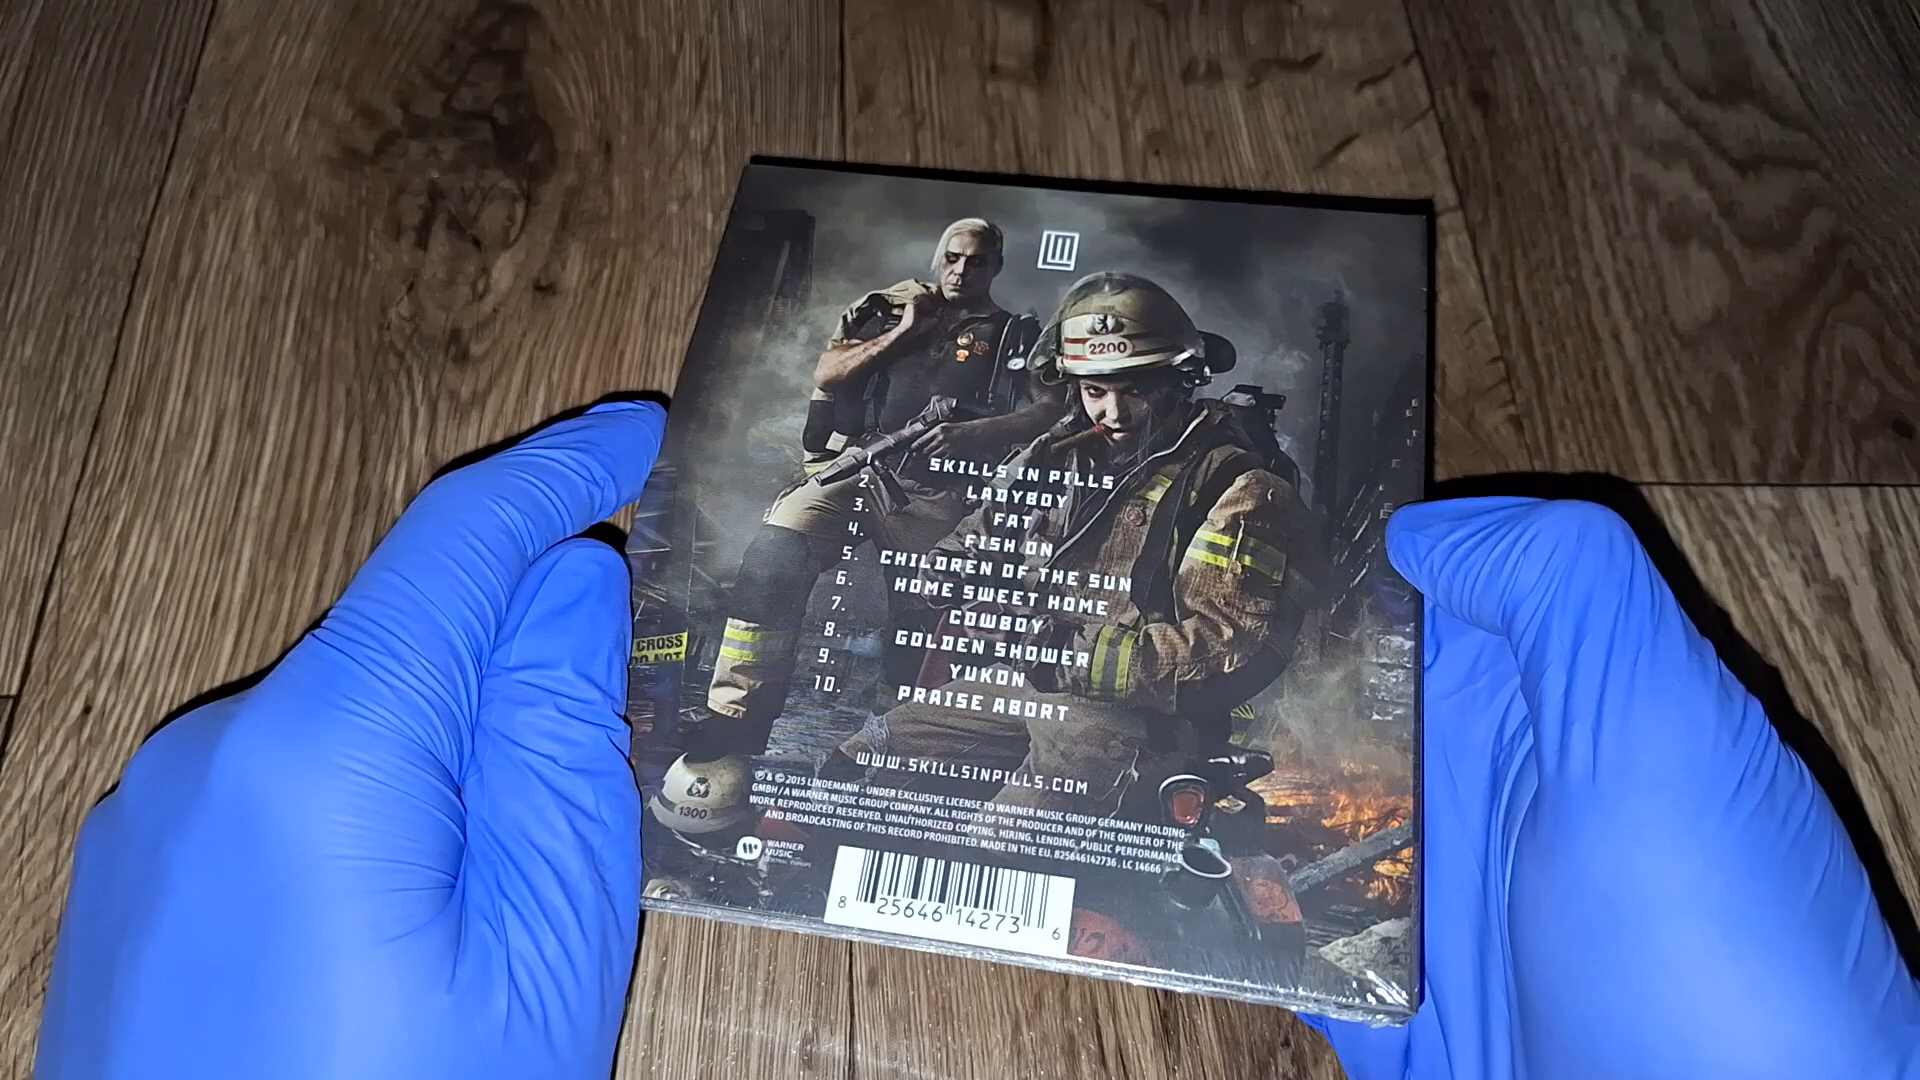 2200
1.
SKILLS IN PILLS
2.
LADYBOY
3.
FAT
4.
FISH ON
5.
CHILDREN OF THE SUN
6.
HOME SWEET HOME
7.
COWBOY
8.
GOLDEN SHOWER
9.
YUKON
10.
PRAISE ABORT
CROSS
DO NOT
WWW.SKILLSINPILLS.COM
1300
℗ & © 2015 LINDEMANN - UNDER EXCLUSIVE LICENSE TO WARNER MUSIC GROUP GERMANY HOLDING
GMBH / A WARNER MUSIC GROUP COMPANY. ALL RIGHTS OF THE PRODUCER AND OF THE OWNER OF THE
WORK REPRODUCED RESERVED. UNAUTHORIZED COPYING, HIRING, LENDING, PUBLIC PERFORMANCE
AND BROADCASTING OF THIS RECORD PROHIBITED. MADE IN THE EU. 825646142736 . LC 14666
WARNER
MUSIC
CENTRAL EUROPE
8 25646 14273 6